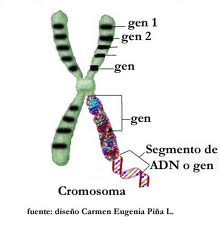 gen 1
gen 2
gen
gen
Segmento de
ADN o gen
Cromosoma
fuente: diseño Carmen Eugenia Piña L.